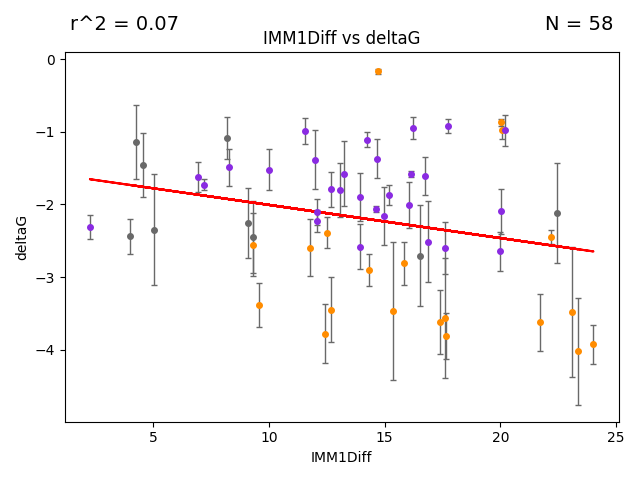 r^2 = 0.07
N = 58
IMM1Diff vs deltaG
deltaG
0
−1
−2
−3
−4
5
10
15
20
25
IMM1Diff